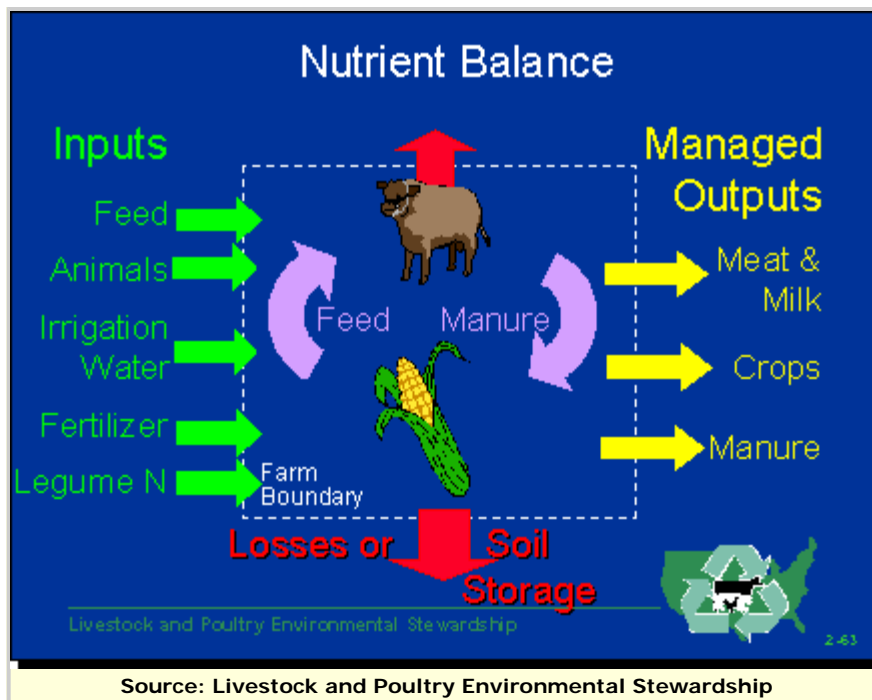 Nutrient Balance
Inputs
Feed
Animals
Irrigation
Water
Fertilizer
Legume N
Feed
Manure
Farm
Boundary
Managed
Outputs
Meat &
Milk
Crops
Manure
Losses or Soil
Storage
Livestock and Poultry Environmental Stewardship
2-63
Source: Livestock and Poultry Environmental Stewardship